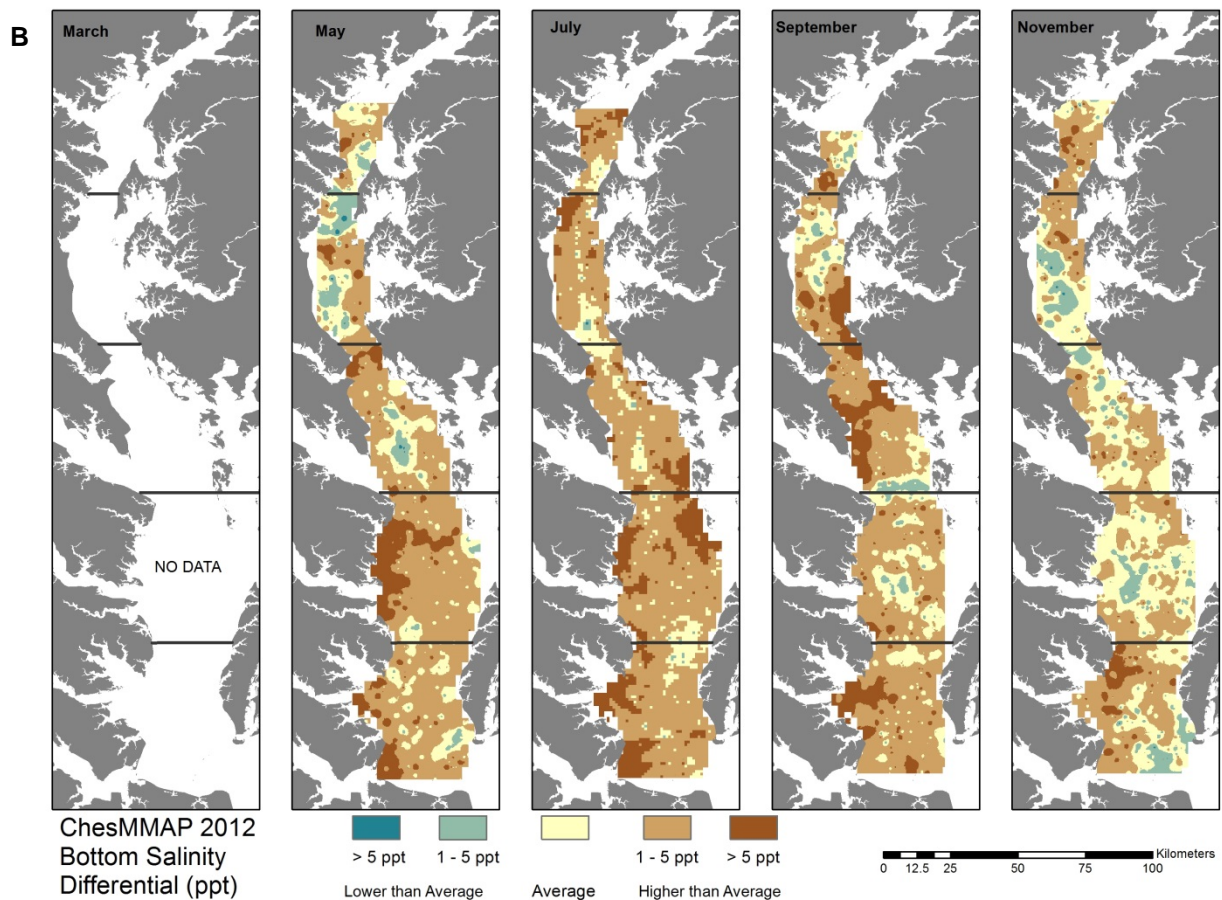 B
March
May
July
September
November
NO DATA
ChesMMAP 2012
Bottom Salinity
Differential (ppt)
> 5 ppt
1 - 5 ppt
1 - 5 ppt
> 5 ppt
Lower than Average
Average
Higher than Average
Kilometers
0 12.5 25 50 75 100